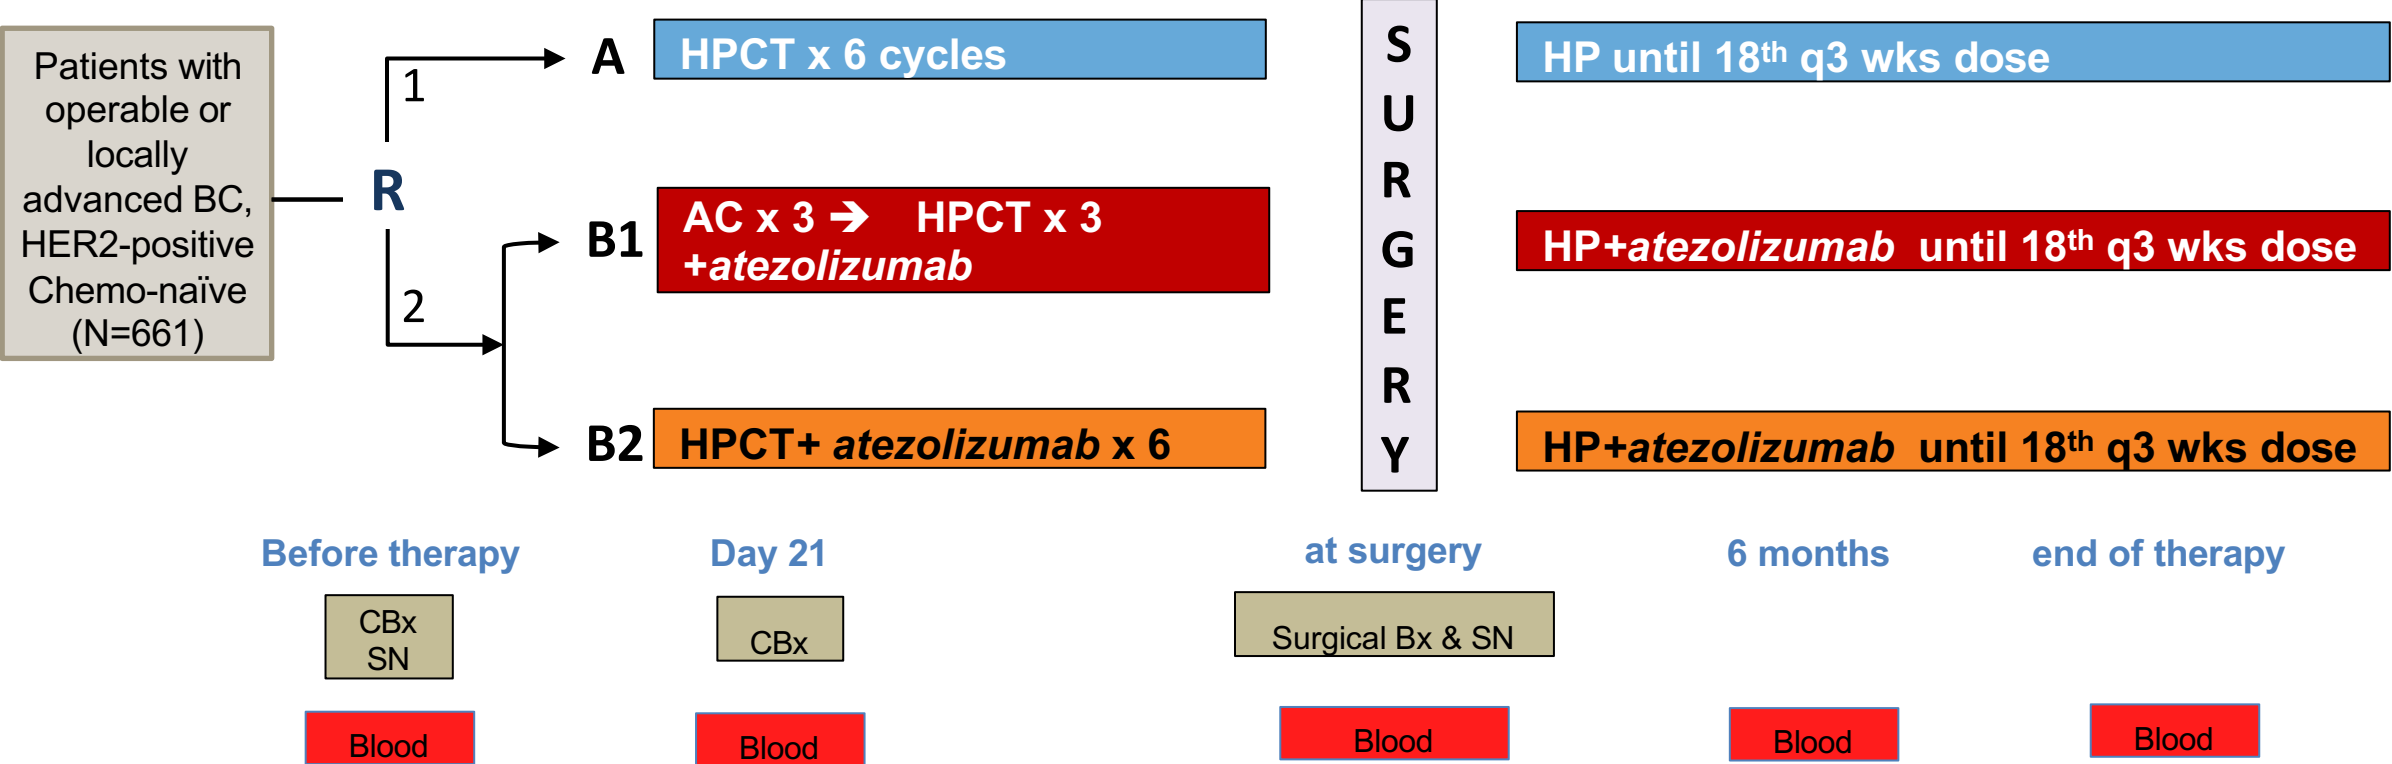 Patients with
operable or
locally
advanced BC,
HER2-positive
Chemo-naïve
(N=661)
R
1
2
A
HPCT x 6 cycles
B1
AC x 3 ➔ HPCT x 3
+atezolizumab
B2
HPCT+ atezolizumab x 6
S
U
R
G
E
R
Y
HP until 18th q3 wks dose
HP+atezolizumab until 18th q3 wks dose
HP+atezolizumab until 18th q3 wks dose
Before therapy
Day 21
at surgery
6 months
end of therapy
CBx
SN
CBx
Surgical Bx & SN
Blood
Blood
Blood
Blood
Blood